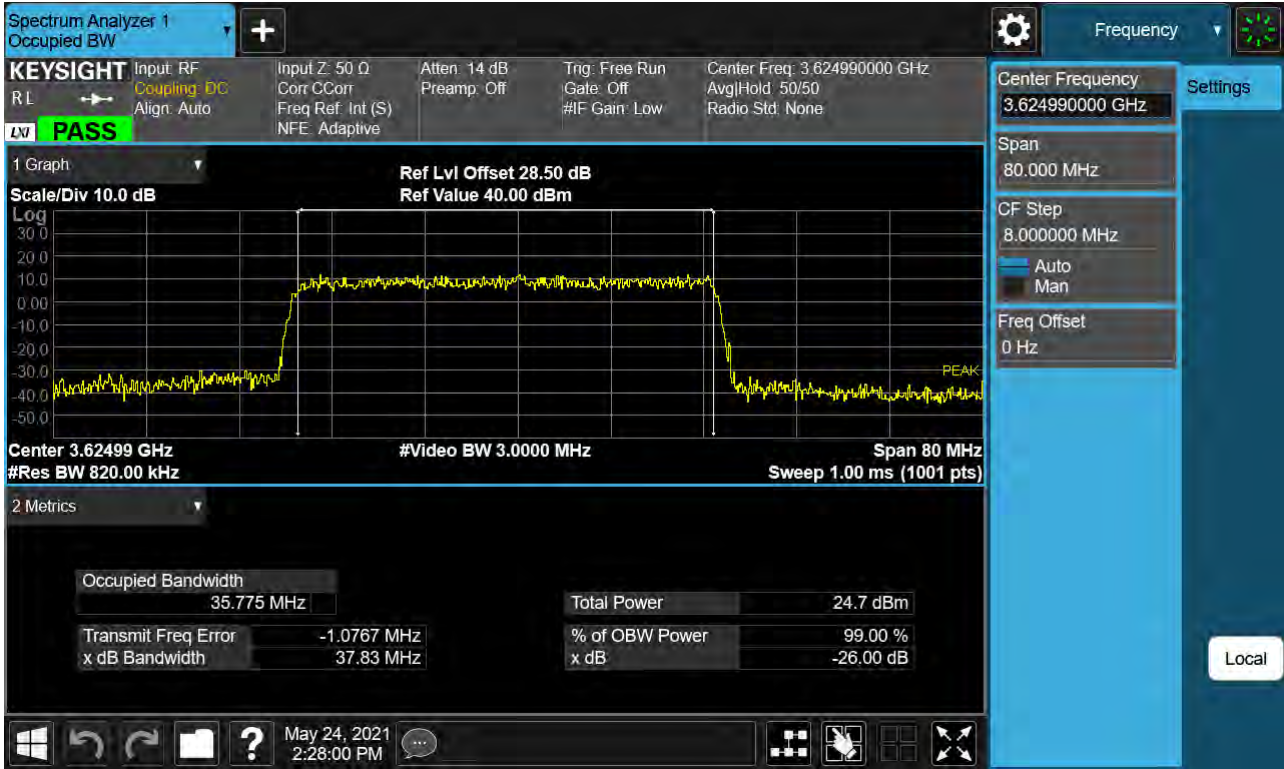 Spectrum Analyzer 1
Occupied BW
Frequency
KEYSIGHT
RL
LXI PASS
Input: RF
Coupling: DC
Align: Auto
Input Z: 50 Ω
Corr CCorr
Freq Ref: Int (S)
NFE: Adaptive
Atten: 14 dB
Preamp: Off
Trig: Free Run
Gate: Off
#IF Gain: Low
Center Freq: 3.624990000 GHz
Avg|Hold: 50/50
Radio Std: None
1 Graph
Scale/Div 10.0 dB
Ref Lvl Offset 28.50 dB
Ref Value 40.00 dBm
Log
30.0
20.0
10.0
0.00
-10.0
-20.0
-30.0
-40.0
-50.0
PEAK
Center 3.62499 GHz
#Video BW 3.0000 MHz
Span 80 MHz
#Res BW 820.00 kHz
Sweep 1.00 ms (1001 pts)
2 Metrics
Occupied Bandwidth
35.775 MHz
Total Power 24.7 dBm
Transmit Freq Error -1.0767 MHz
% of OBW Power 99.00 %
x dB Bandwidth 37.83 MHz
x dB -26.00 dB
May 24, 2021
2:28:00 PM
Center Frequency
3.624990000 GHz
Settings
Span
80.000 MHz
CF Step
8.000000 MHz
Auto
Man
Freq Offset
0 Hz
Local